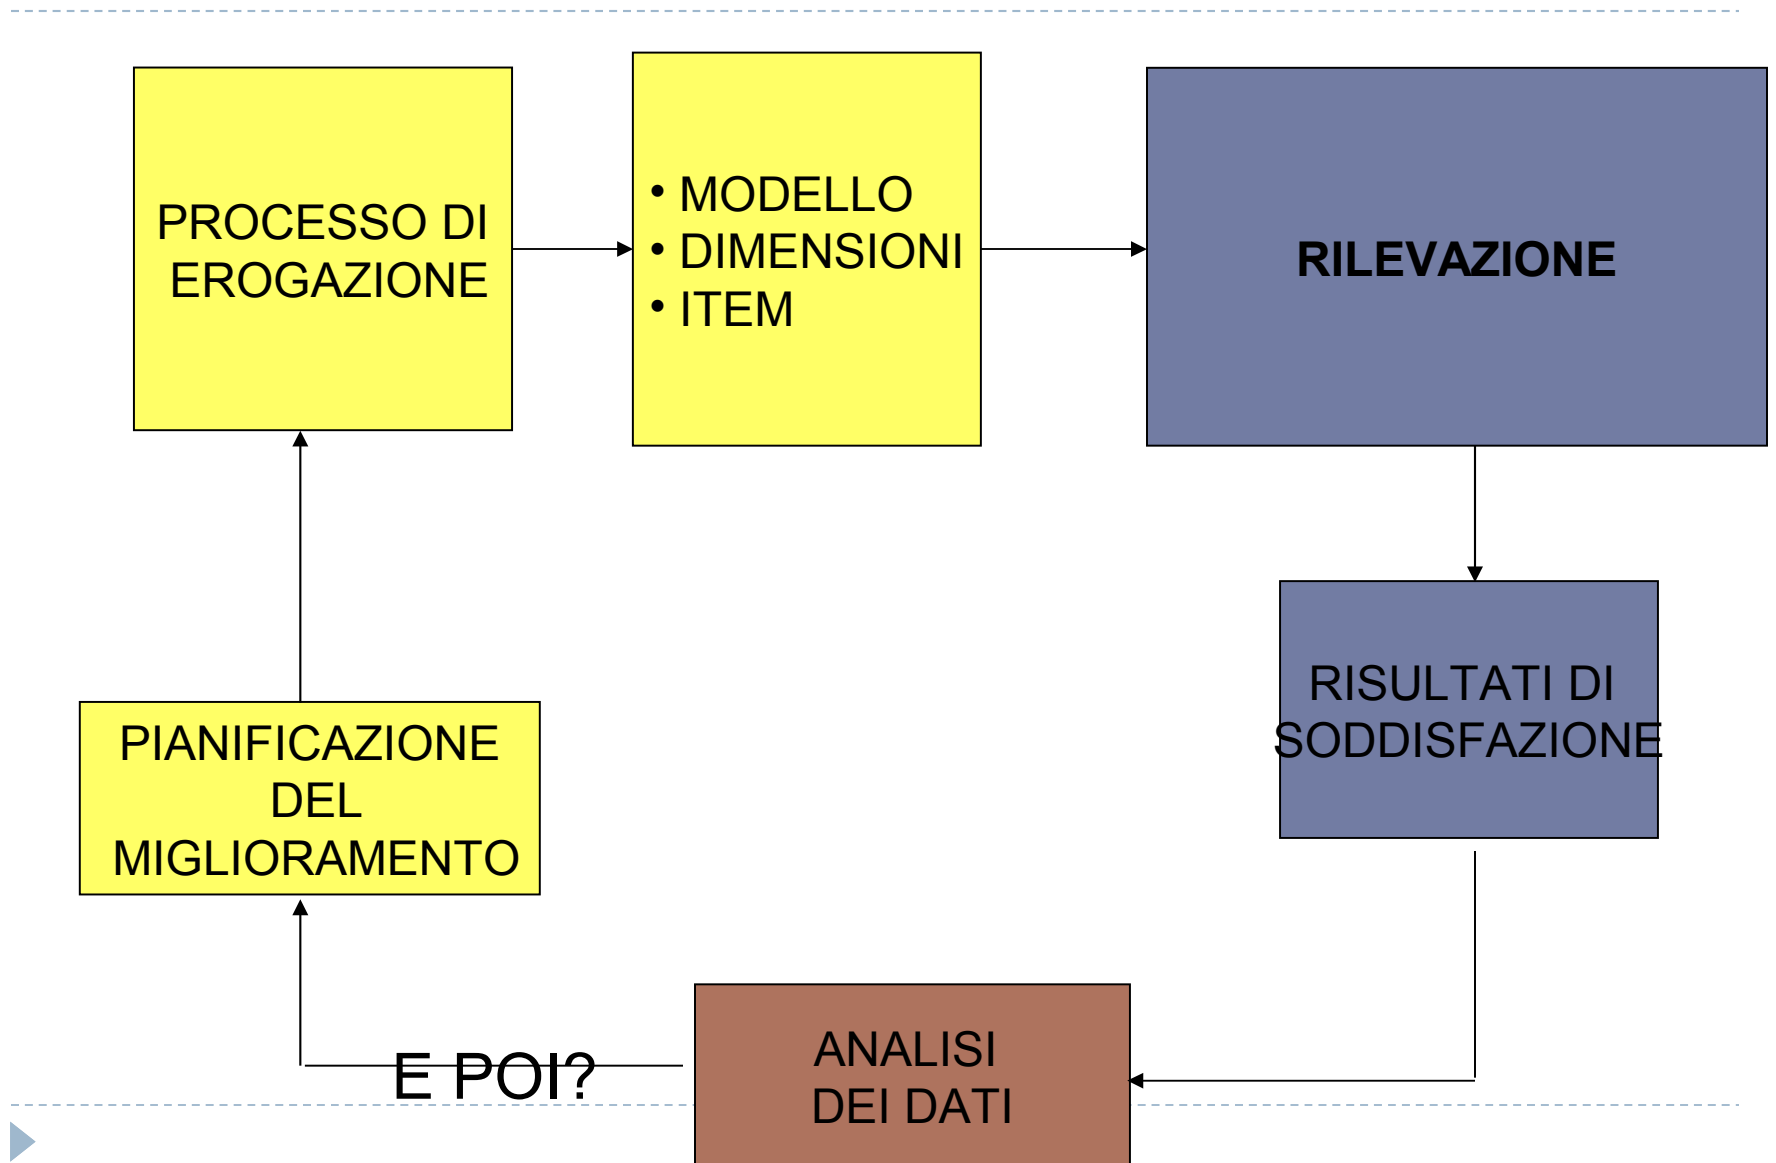 PROCESSO DI
EROGAZIONE
• MODELLO
• DIMENSIONI
• ITEM
RILEVAZIONE
RISULTATI DI
SODDISFAZIONE
PIANIFICAZIONE
DEL
MIGLIORAMENTO
E POI?
ANALISI
DEI DATI